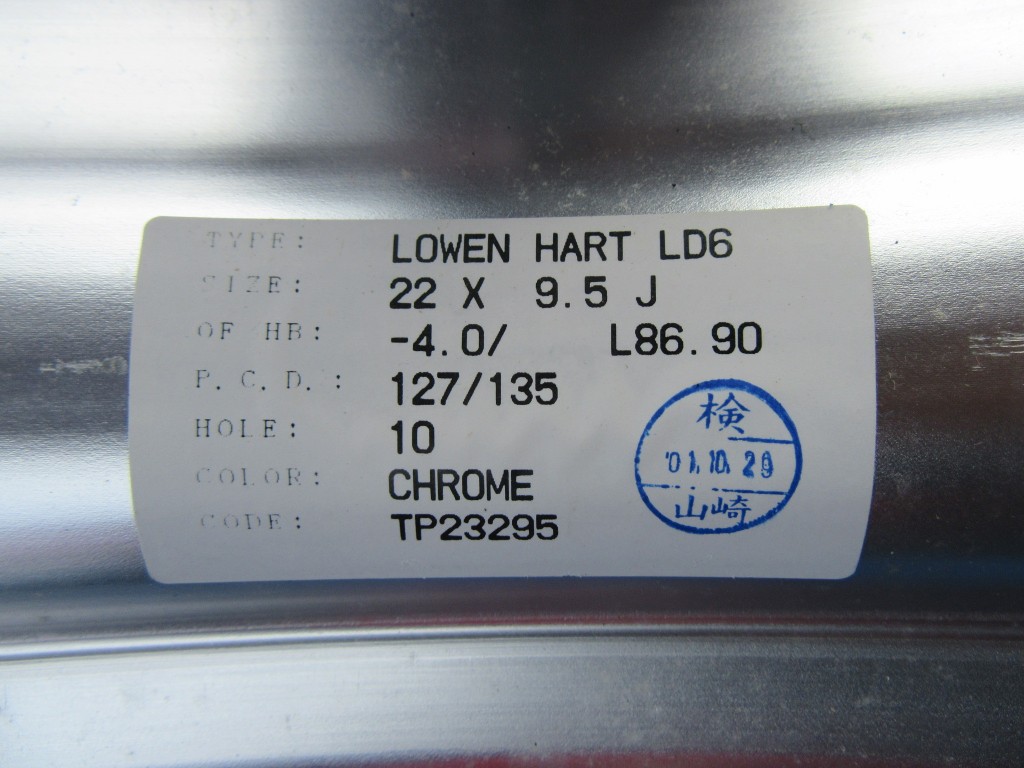 TYPE: LOWEN HART LD6
SIZE: 22 X 9.5 J
OF HB: -4.0/ L86.90
P.C.D.: 127/135
HOLE: 10
COLOR: CHROME
CODE: TP23295
検
'01.10.
山崎